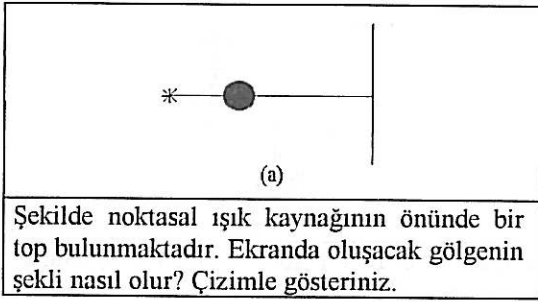 (a)
Şekilde noktasal ışık kaynağının önünde bir
top bulunmaktadır. Ekranda oluşacak gölgenin
şekli nasıl olur? Çizimle gösteriniz.